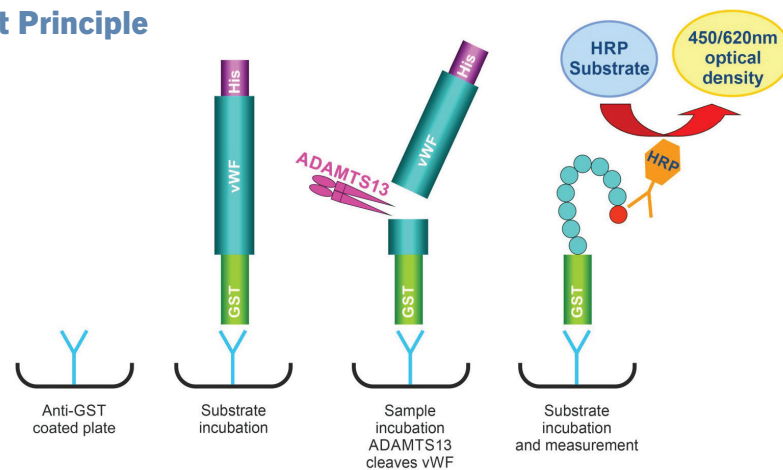 t Principle
His
vWF
GST
ADAMTS13
His
vWF
GST
HRP
Substrate
450/620nm
optical
density
HRP
GST
Anti-GST
coated plate
Substrate
incubation
Sample
incubation
ADAMTS13
cleaves vWF
Substrate
incubation
and measurement